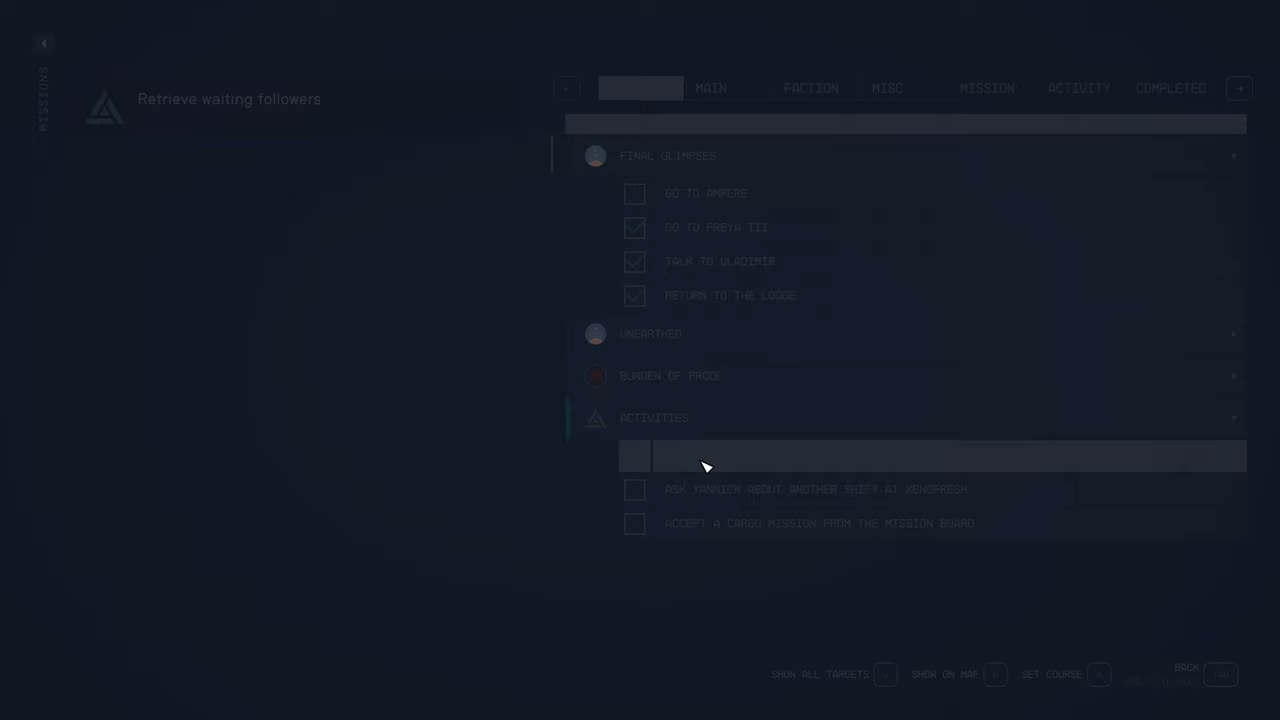 MISSIONS
Retrieve waiting followers
MAIN
FACTION
MISC
MISSION
ACTIVITY
COMPLETED
FINAL GLIMPSES
GO TO AMPERE
GO TO FREYA III
TALK TO VLADIMIR
RETURN TO THE LODGE
UNEARTHED
BURDEN OF PROOF
ACTIVITIES
ASK YANNICK ABOUT ANOTHER SHIFT AT XENOFRESH
ACCEPT A CARGO MISSION FROM THE MISSION BOARD
SHOW ALL TARGETS
SHOW ON MAP
SET COURSE
BACK
TAB